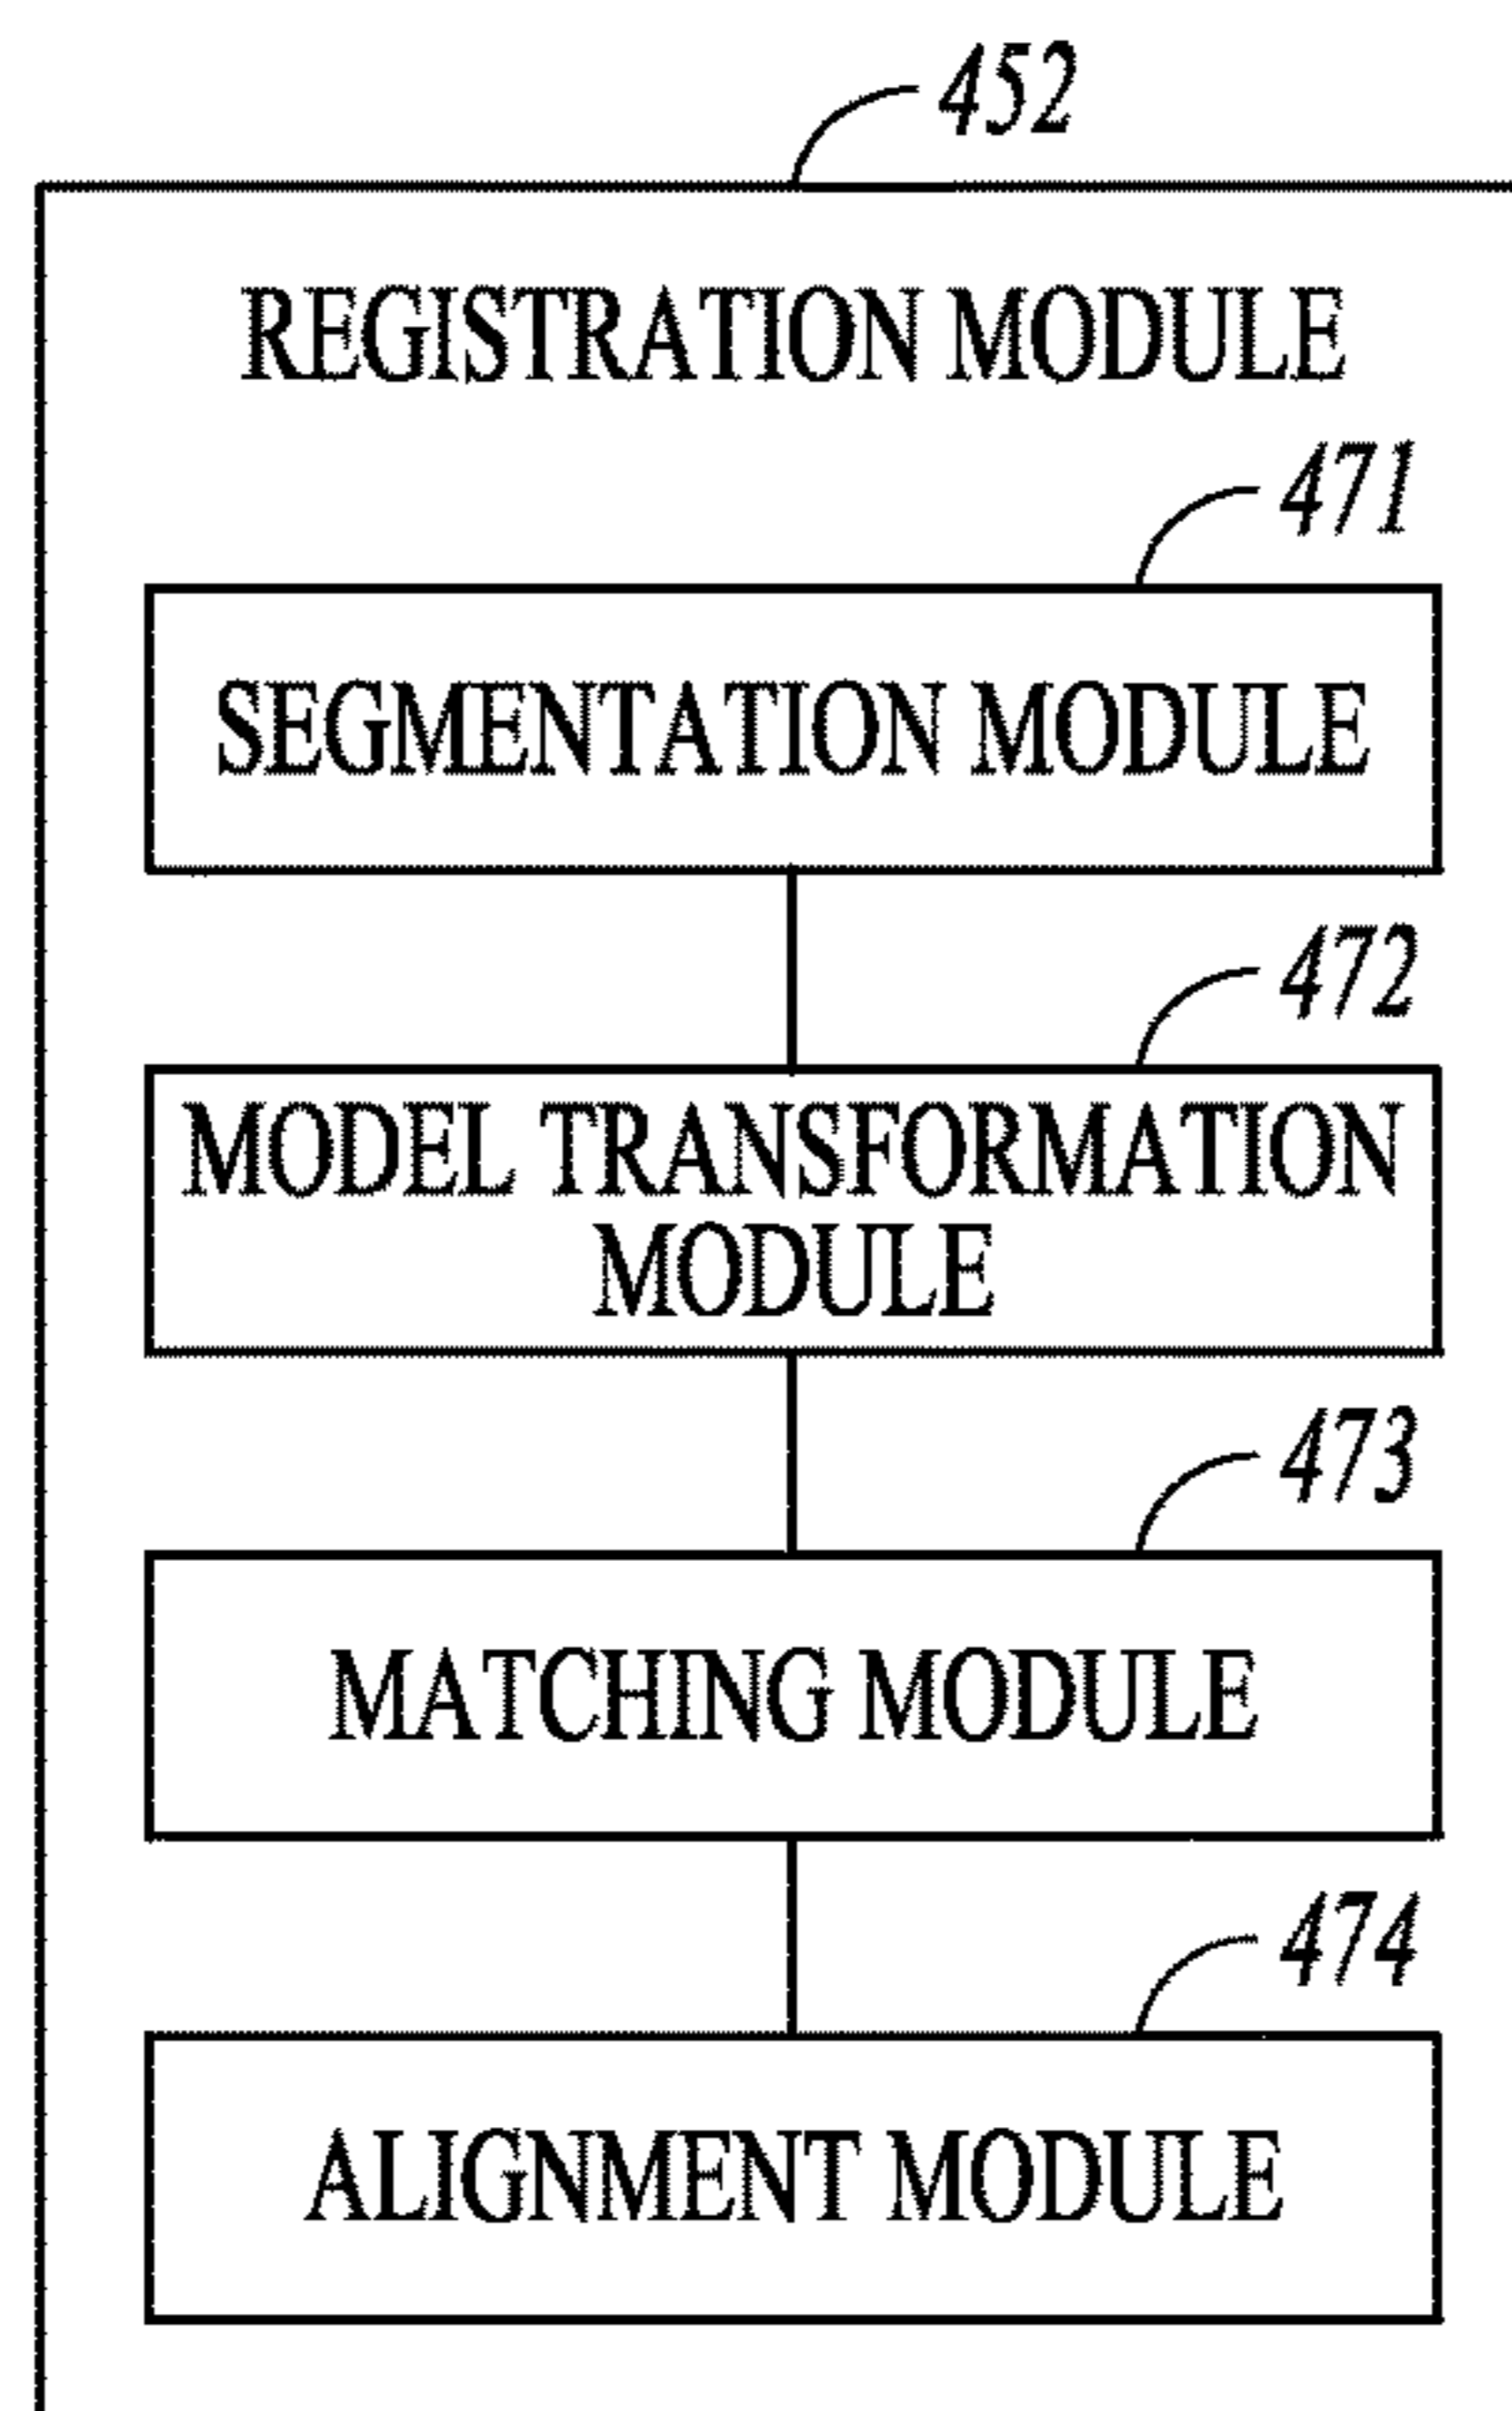 452
REGISTRATION MODULE
471
SEGMENTATION MODULE
472
MODEL TRANSFORMATION
MODULE
473
MATCHING MODULE
474
ALIGNMENT MODULE